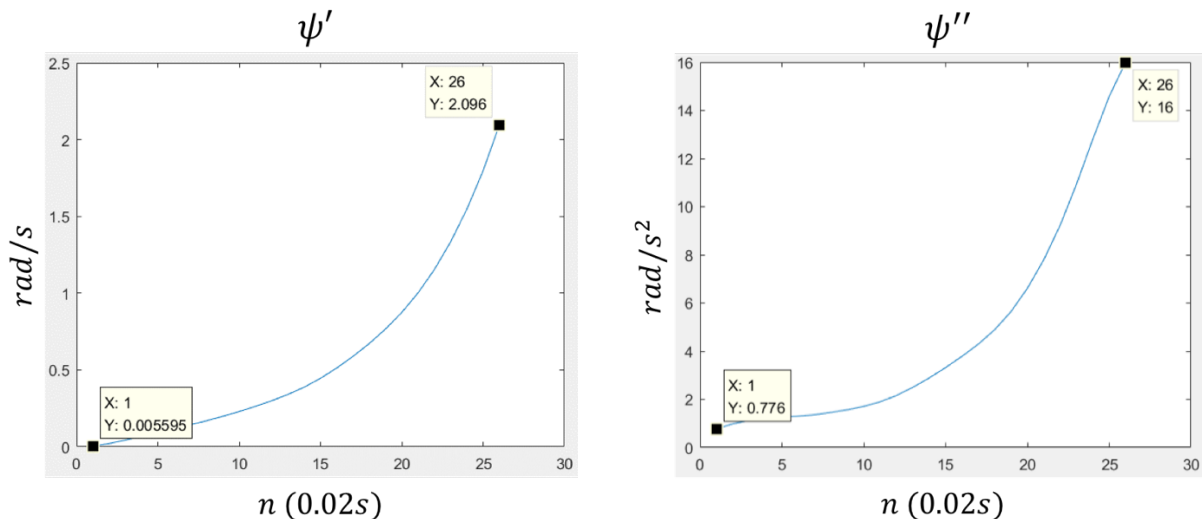 ψ′
2.5
2
1.5
1
0.5
0
X: 26
Y: 2.096
X: 1
Y: 0.005595
0 5 10 15 20 25 30
rad/s
n (0.02s)
ψ′′
16
14
12
10
8
6
4
2
0
X: 26
Y: 16
X: 1
Y: 0.776
0 5 10 15 20 25 30
rad/s²
n (0.02s)